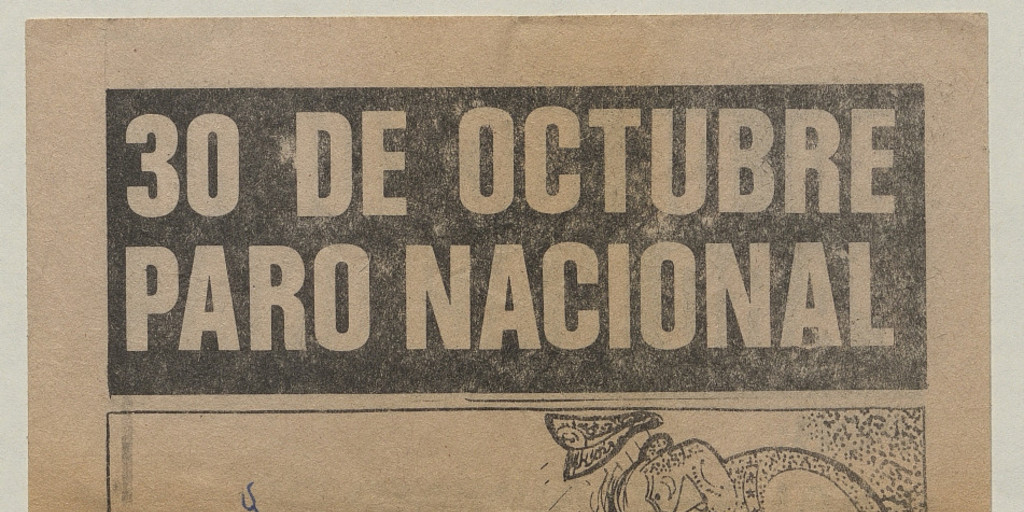 30 DE OCTUBRE
PARO NACIONAL